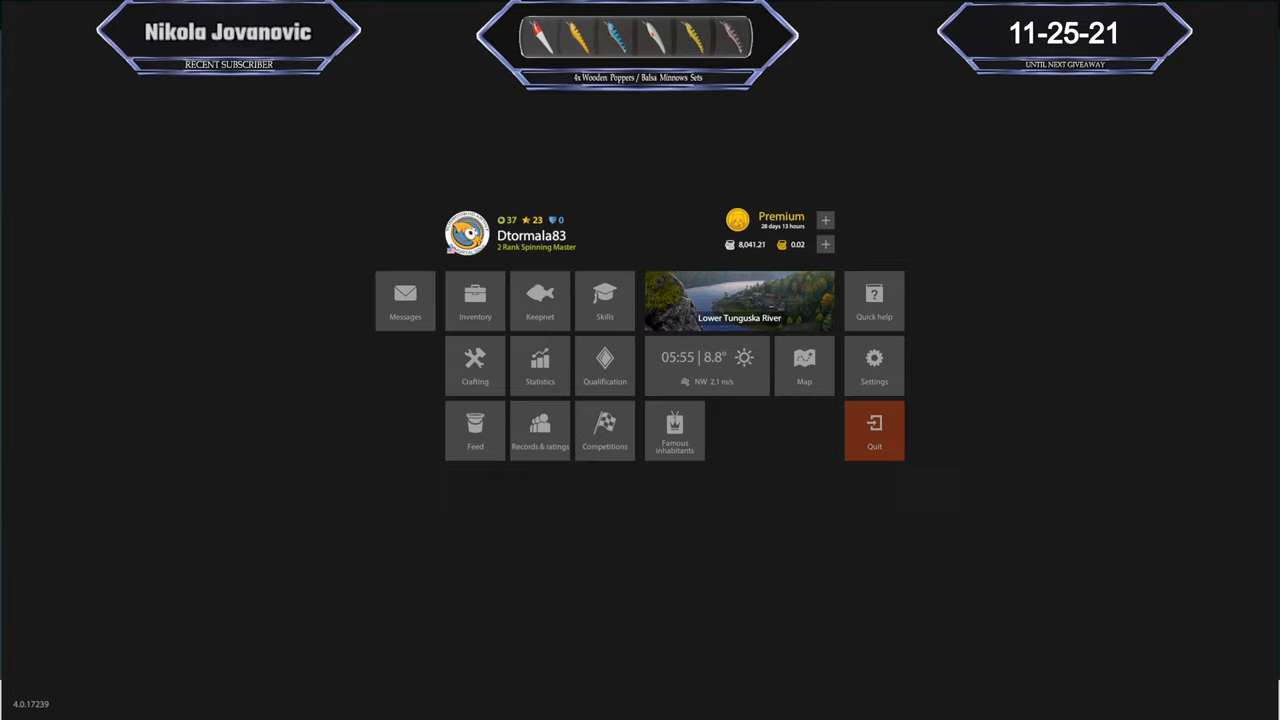 Nikola Jovanovic
RECENT SUBSCRIBER
4x Wooden Poppers / Balsa Minnows Sets
11-25-21
UNTIL NEXT GIVEAWAY
37 23 0
Dtormala83
2 Rank Spinning Master
Premium
28 days 13 hours
8,041.21 0.02
Messages
Inventory
Keepnet
Skills
Lower Tunguska River
Quick help
Crafting
Statistics
Qualification
05:55 | 8.8°
NW 2.1 m/s
Map
Settings
Feed
Records & ratings
Competitions
Famous
inhabitants
Quit
4.0.17239